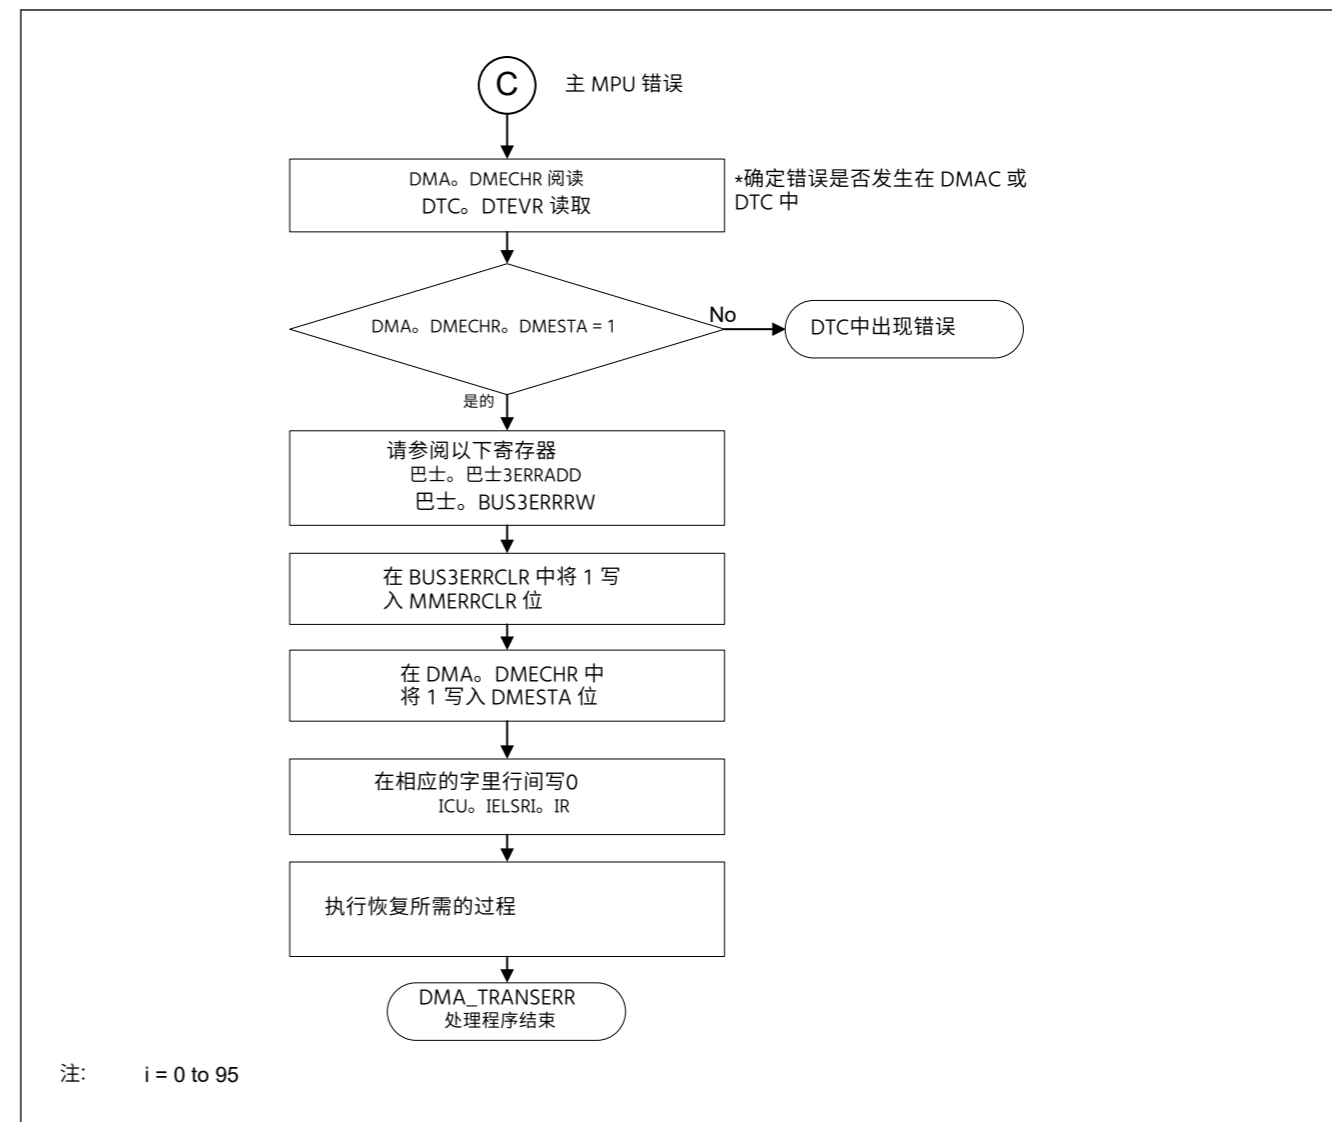 C
主 MPU 错误
DMA。DMECHR 阅读
DTC。DTEVR 读取
*确定错误是否发生在 DMAC 或
DTC 中
DMA。DMECHR。DMESTA = 1
No
DTC中出现错误
是的
请参阅以下寄存器
巴士。巴士3ERRADD
巴士。BUS3ERRRW
在 BUS3ERRCLR 中将 1 写
入 MMERRCLR 位
在 DMA。DMECHR 中
将 1 写入 DMESTA 位
在相应的字里行间写0
ICU。IELSRI。IR
执行恢复所需的过程
DMA_TRANSERR
处理程序结束
注: i = 0 to 95